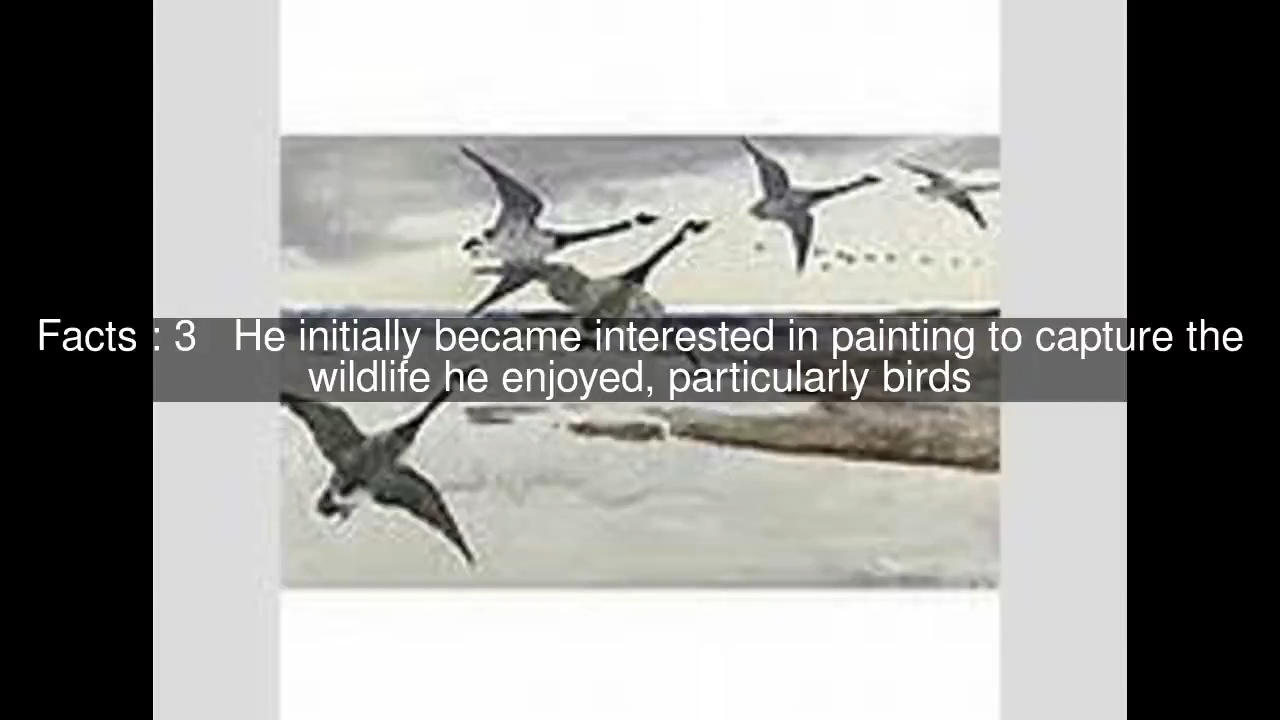 Facts : 3 He initially became interested in painting to capture the
wildlife he enjoyed, particularly birds